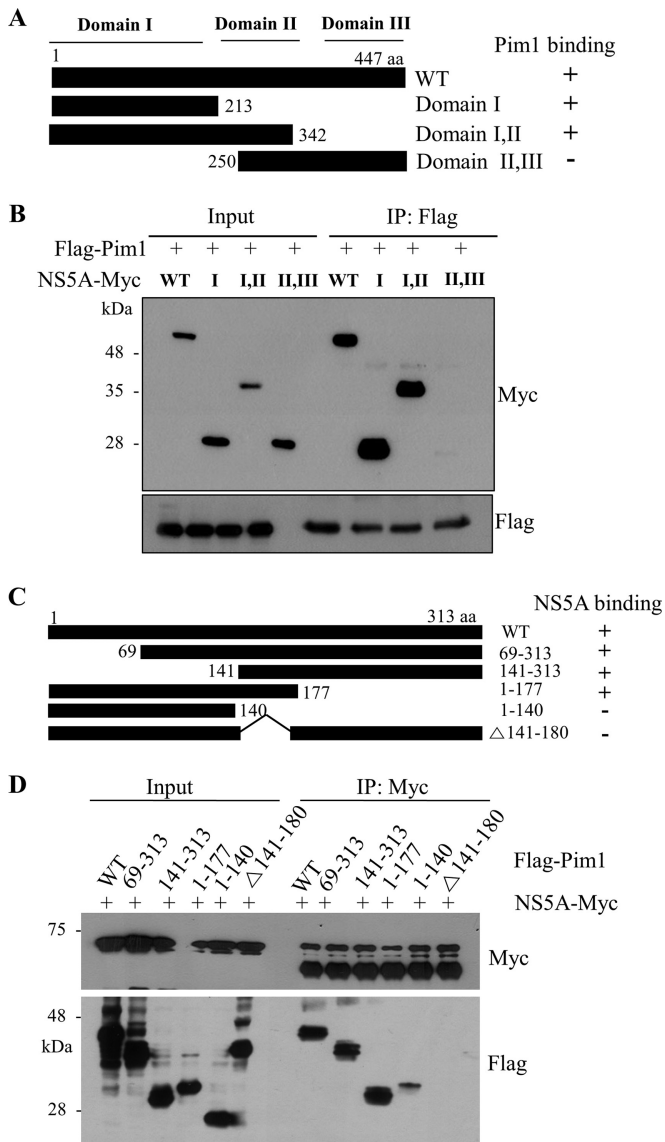 A
Domain I Domain II Domain III
Pim1 binding
1 447 aa
WT +
213 Domain I +
342 Domain I,II +
250 Domain II,III -
B
Input IP: Flag
Flag-Pim1 + + + + + + + +
NS5A-Myc WT I I,II II,III WT I I,II II,III
kDa
48 -
35 -
28 -
Myc
Flag
C
NS5A binding
1 313 aa
WT +
69 69-313 +
141 141-313 +
177 1-177 +
140 1-140 -
△141-180 -
D
Input IP: Myc
WT 69-313 141-313 1-177 1-140 △141-180 WT 69-313 141-313 1-177 1-140 △141-180 Flag-Pim1
+ + + + + + + + + + + + NS5A-Myc
75 -
Myc
48 -
kDa
Flag
28 -